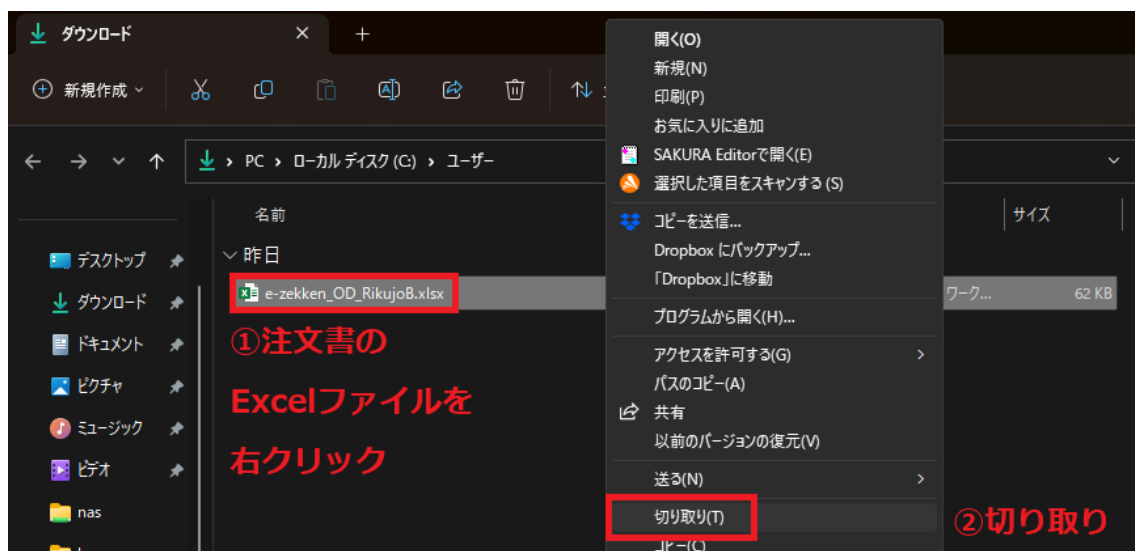 ダウンロード
新規作成
PC › ローカル ディスク (C:) › ユーザー
名前
サイズ
昨日
e-zekken_OD_RikujoB.xlsx
ワーク...
62 KB
①注文書の
Excelファイルを
右クリック
デスクトップ
ダウンロード
ドキュメント
ピクチャ
ミュージック
ビデオ
nas
開く(O)
新規(N)
印刷(P)
お気に入りに追加
SAKURA Editorで開く(E)
選択した項目をスキャンする (S)
コピーを送信...
Dropbox にバックアップ...
「Dropbox」に移動
プログラムから開く(H)...
アクセスを許可する(G)
パスのコピー(A)
共有
以前のバージョンの復元(V)
送る(N)
切り取り(T)
②切り取り
コピー(C)